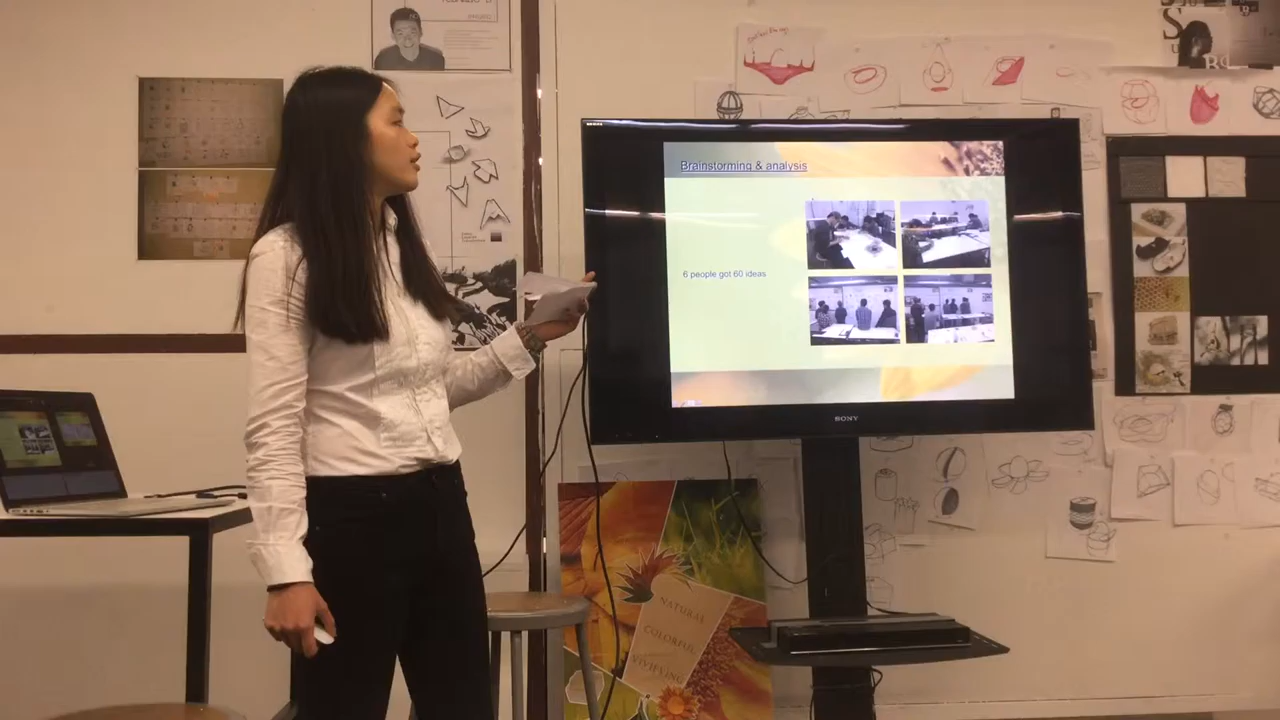 Brainstorming & analysis
6 people got 60 ideas
SONY
NATURAL
COLORFUL
VIVIFYING